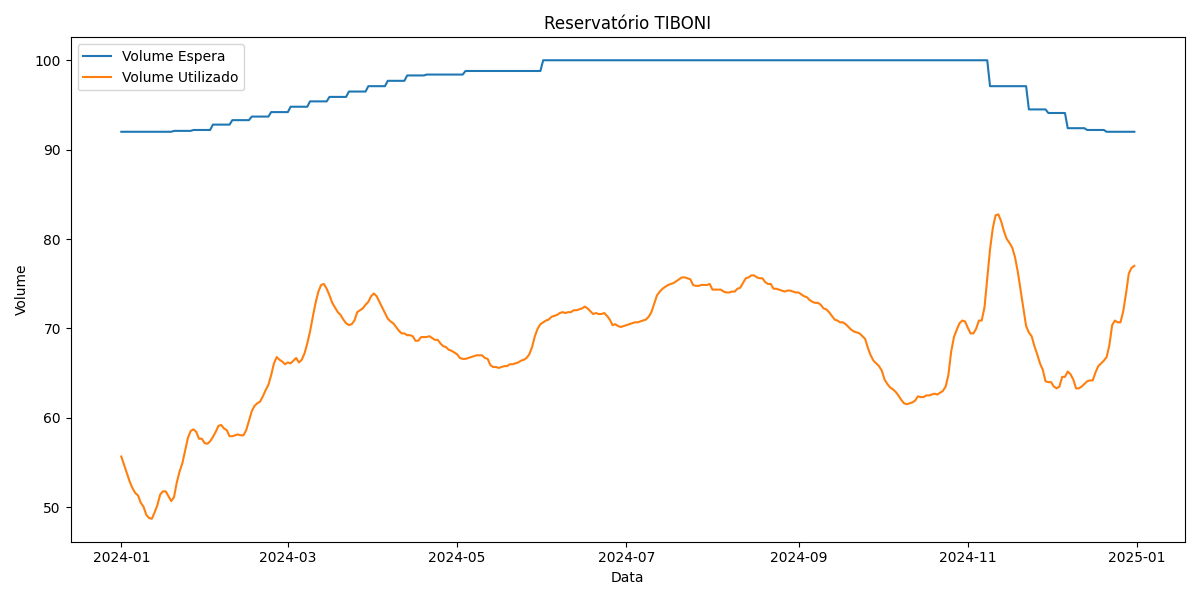 Reservatório TIBONI
Volume Espera
Volume Utilizado
Volume
100
90
80
70
60
50
2024-01
2024-03
2024-05
2024-07
2024-09
2024-11
2025-01
Data